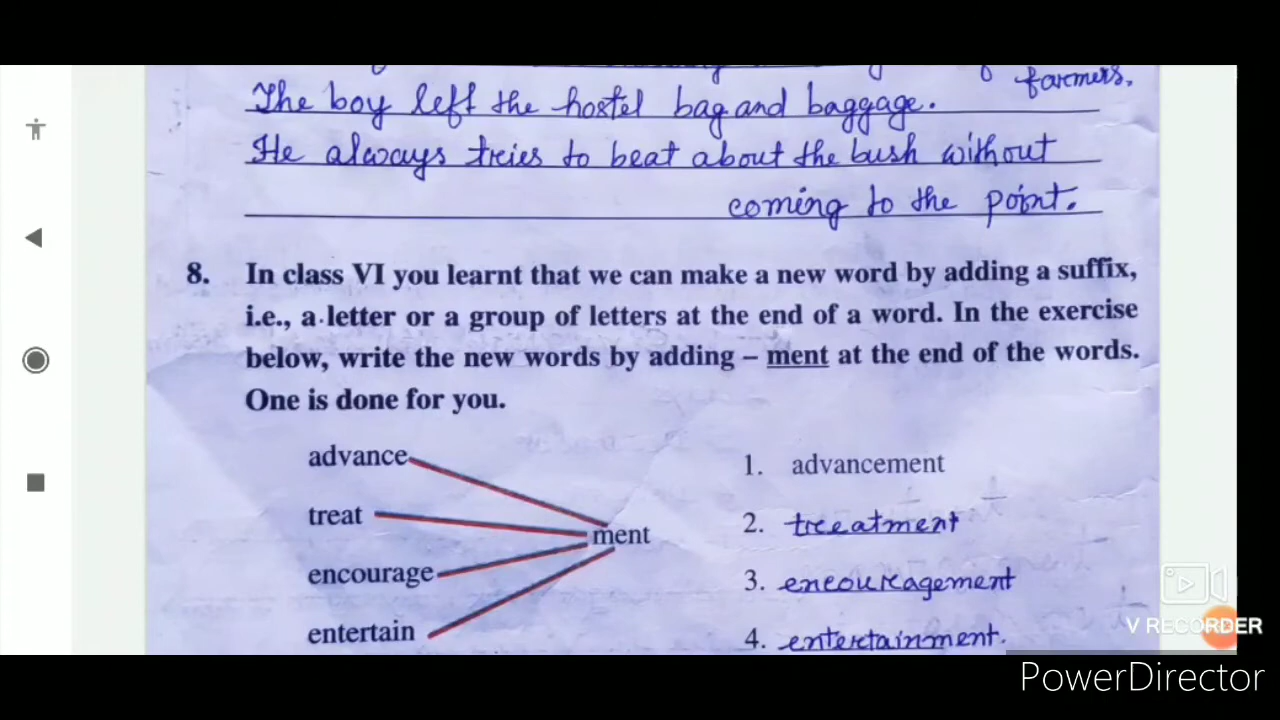 farmers.
The boy left the hostel bag and baggage.
He always tries to beat about the bush without
coming to the point.
8. In class VI you learnt that we can make a new word by adding a suffix,
i.e., a letter or a group of letters at the end of a word. In the exercise
below, write the new words by adding – ment at the end of the words.
One is done for you.
advance 1. advancement
treat 2. treatment
ment
encourage 3. encouragement
entertain 4. entertainment.
V RECORDER
PowerDirector